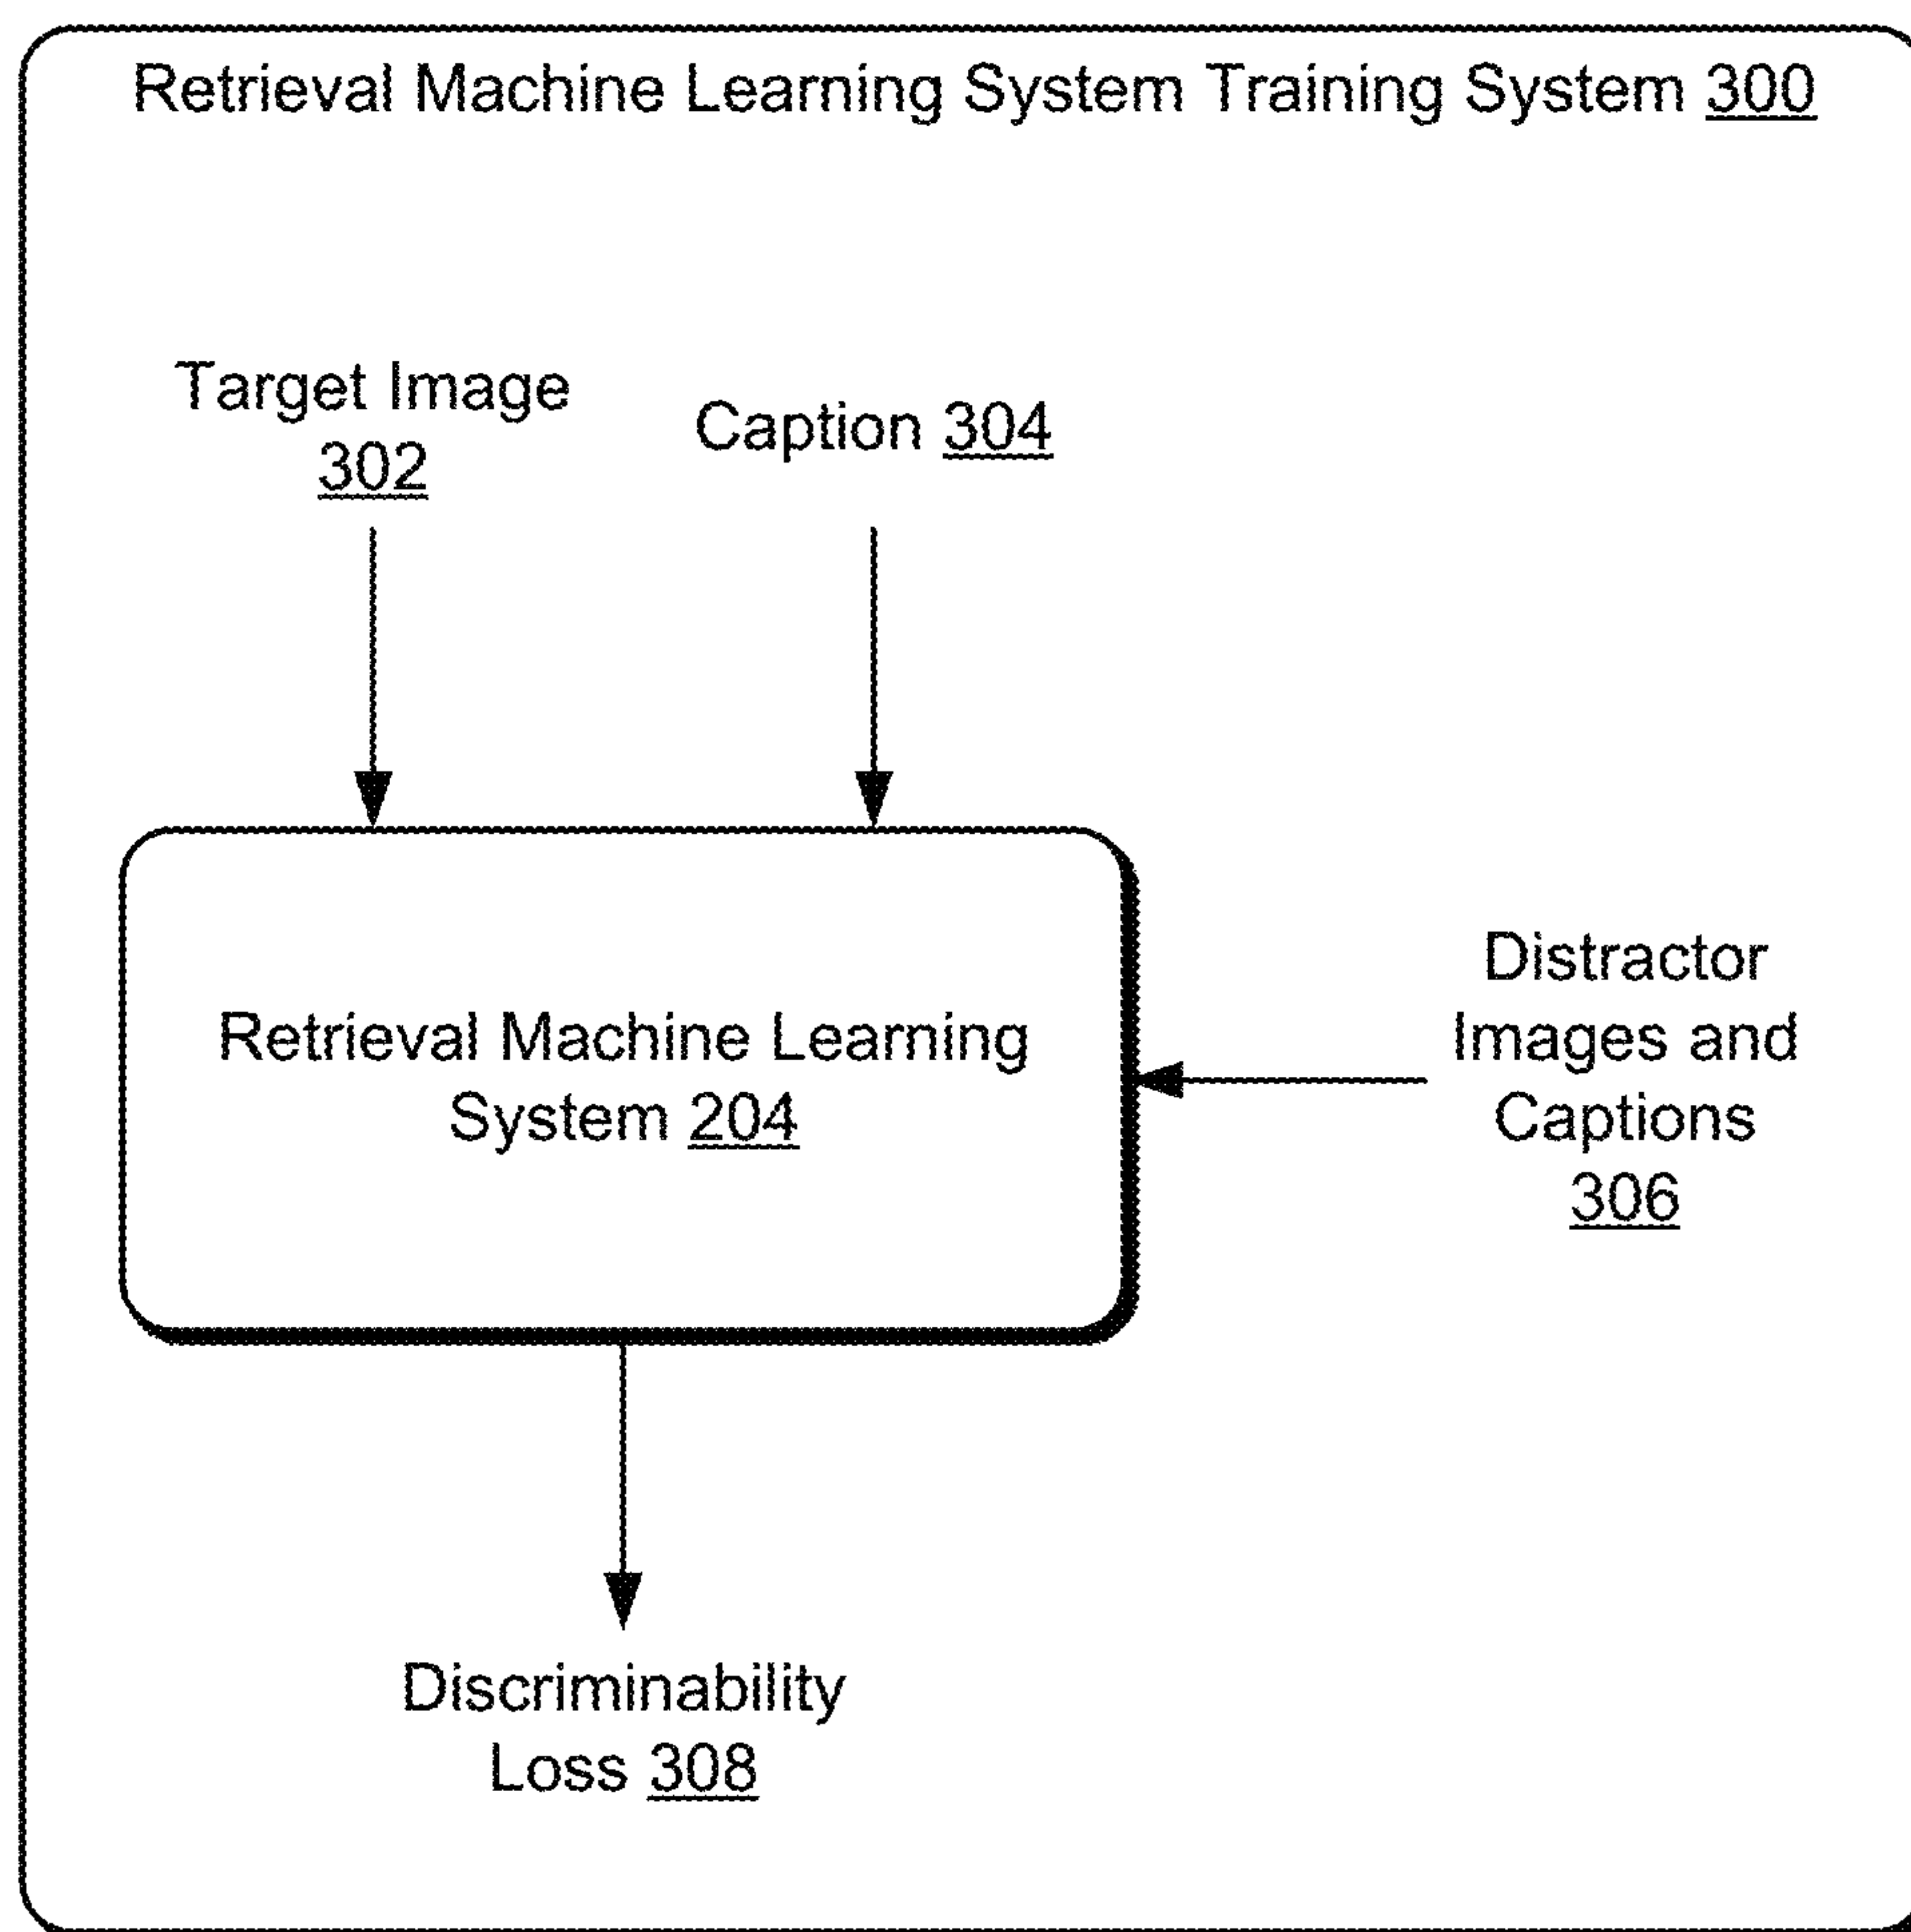 Retrieval Machine Learning System Training System 300
Target Image
302
Caption 304
Retrieval Machine Learning
System 204
Distractor
Images and
Captions
306
Discriminability
Loss 308